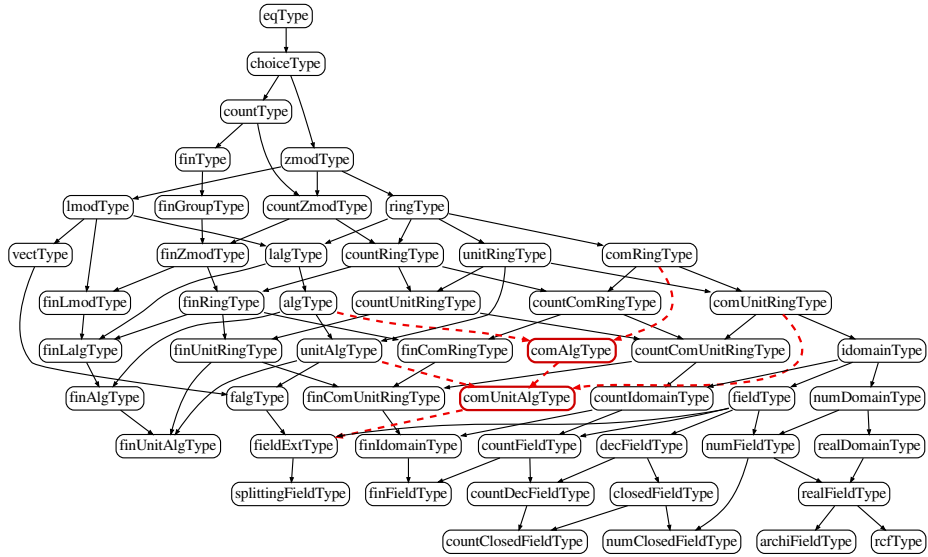 eqType
choiceType
countType
finType
zmodType
lmodType
finGroupType
countZmodType
ringType
vectType
finZmodType
lalgType
countRingType
unitRingType
comRingType
finLmodType
finRingType
algType
countUnitRingType
countComRingType
comUnitRingType
finLalgType
finUnitRingType
unitAlgType
finComRingType
comAlgType
countComUnitRingType
idomainType
finAlgType
falgType
finComUnitRingType
comUnitAlgType
countIdomainType
fieldType
numDomainType
finUnitAlgType
fieldExtType
finIdomainType
countFieldType
decFieldType
numFieldType
realDomainType
splittingFieldType
finFieldType
countDecFieldType
closedFieldType
realFieldType
countClosedFieldType
numClosedFieldType
archiFieldType
rcfType